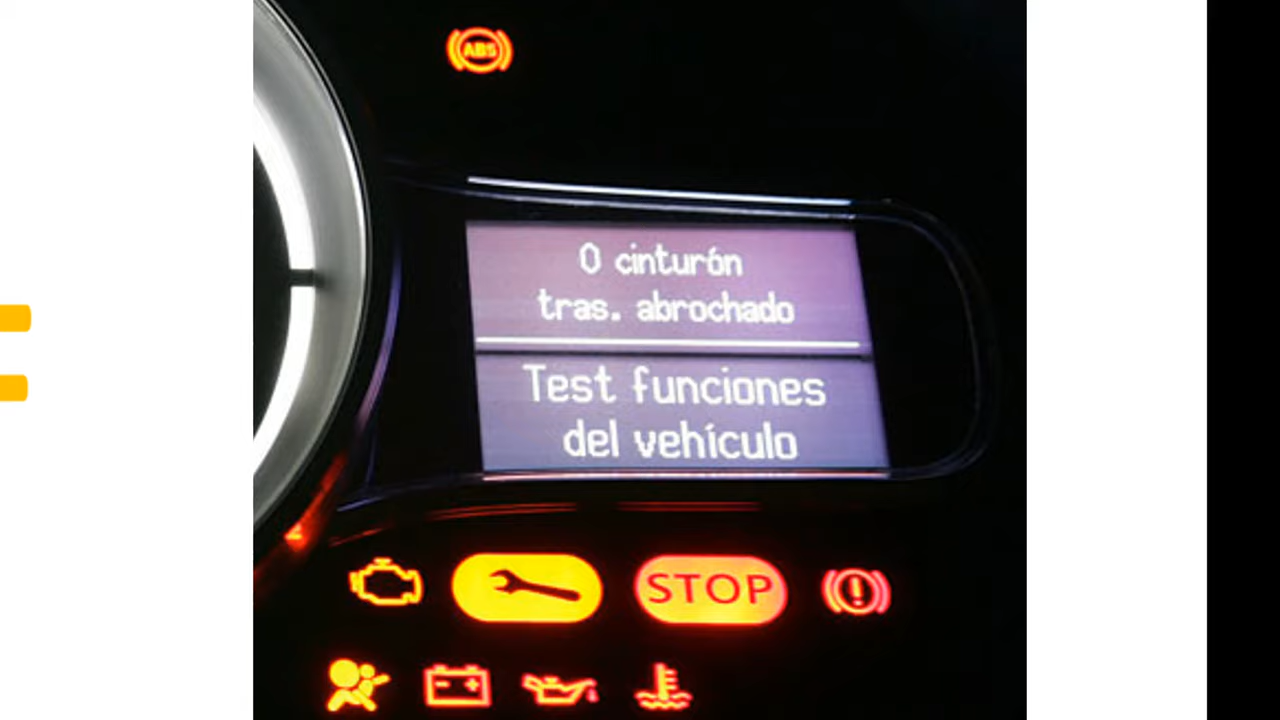 ABS
0 cinturón
tras. abrochado
Test funciones
del vehículo
STOP